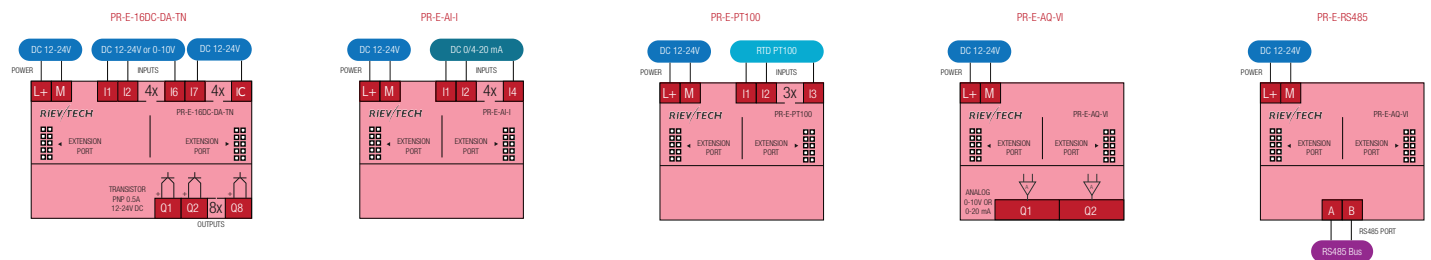 PR-E-16DC-DA-TN
DC 12-24V
DC 12-24V or 0-10V
DC 12-24V
POWER
INPUTS
L+ M I1 I2 4x I6 I7 4x IC
RIEVTECH
PR-E-16DC-DA-TN
EXTENSION PORT
EXTENSION PORT
TRANSISTOR
PNP 0.5A
12-24V DC
+ + +
Q1 Q2 8x Q8
OUTPUTS
PR-E-AI-I
DC 12-24V
DC 0/4-20 mA
POWER
INPUTS
L+ M I1 I2 4x I4
RIEVTECH
PR-E-AI-I
EXTENSION PORT
EXTENSION PORT
PR-E-PT100
DC 12-24V
RTD PT100
POWER
INPUTS
L+ M I1 I2 3x I3
RIEVTECH
PR-E-PT100
EXTENSION PORT
EXTENSION PORT
PR-E-AQ-VI
DC 12-24V
POWER
L+ M
RIEVTECH
PR-E-AQ-VI
EXTENSION PORT
EXTENSION PORT
ANALOG
0-10V OR
0-20 mA
A A
Q1 Q2
PR-E-RS485
DC 12-24V
POWER
L+ M
RIEVTECH
PR-E-AQ-VI
EXTENSION PORT
EXTENSION PORT
A B
RS485 PORT
RS485 Bus